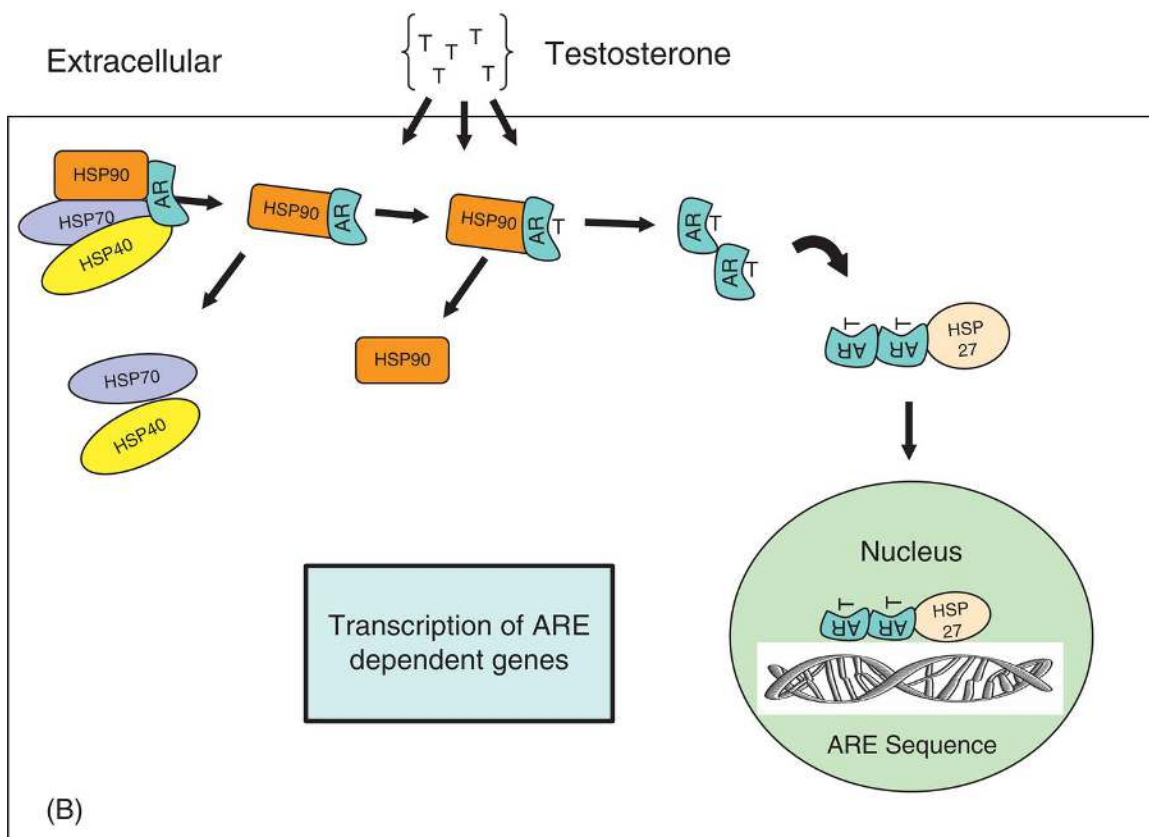 Extracellular
T T T T T
Testosterone
HSP90
AR
HSP70
HSP40
HSP90
AR
HSP90
AR
T
AR
T
AR
T
T T
AR AR
HSP
27
HSP90
HSP70
HSP40
Nucleus
T T
AR AR
HSP
27
ARE Sequence
Transcription of ARE
dependent genes
(B)